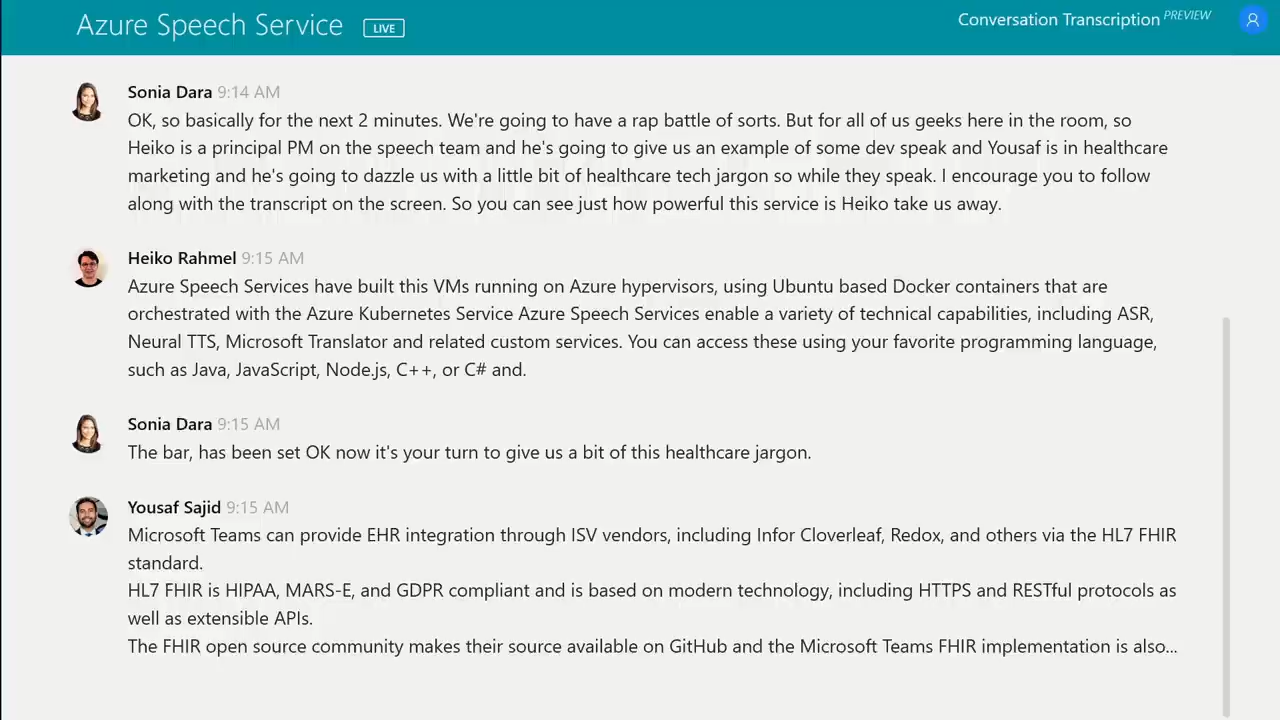 Azure Speech Service LIVE Conversation Transcription PREVIEW
Sonia Dara 9:14 AM
OK, so basically for the next 2 minutes. We're going to have a rap battle of sorts. But for all of us geeks here in the room, so
Heiko is a principal PM on the speech team and he's going to give us an example of some dev speak and Yousaf is in healthcare
marketing and he's going to dazzle us with a little bit of healthcare tech jargon so while they speak. I encourage you to follow
along with the transcript on the screen. So you can see just how powerful this service is Heiko take us away.
Heiko Rahmel 9:15 AM
Azure Speech Services have built this VMs running on Azure hypervisors, using Ubuntu based Docker containers that are
orchestrated with the Azure Kubernetes Service Azure Speech Services enable a variety of technical capabilities, including ASR,
Neural TTS, Microsoft Translator and related custom services. You can access these using your favorite programming language,
such as Java, JavaScript, Node.js, C++, or C# and.
Sonia Dara 9:15 AM
The bar, has been set OK now it's your turn to give us a bit of this healthcare jargon.
Yousaf Sajid 9:15 AM
Microsoft Teams can provide EHR integration through ISV vendors, including Infor Cloverleaf, Redox, and others via the HL7 FHIR
standard.
HL7 FHIR is HIPAA, MARS-E, and GDPR compliant and is based on modern technology, including HTTPS and RESTful protocols as
well as extensible APIs.
The FHIR open source community makes their source available on GitHub and the Microsoft Teams FHIR implementation is also...